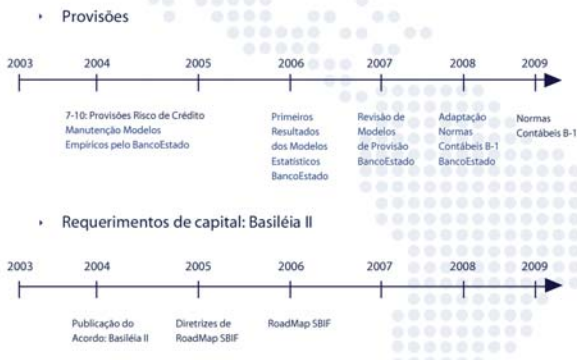 Provisões
2003 2004 2005 2006 2007 2008 2009
7-10: Provisões Risco de Crédito
Manutenção Modelos
Empíricos pelo BancoEstado
Primeiros
Resultados
dos Modelos
Estatísticos
BancoEstado
Revisão de
Modelos
de Provisão
BancoEstado
Adaptação
Normas
Contábeis B-1
BancoEstado
Normas
Contábeis B-1
Requerimentos de capital: Basiléia II
2003 2004 2005 2006 2007 2008 2009
Publicação do
Acordo: Basiléia II
Diretrizes de
RoadMap SBIF
RoadMap SBIF